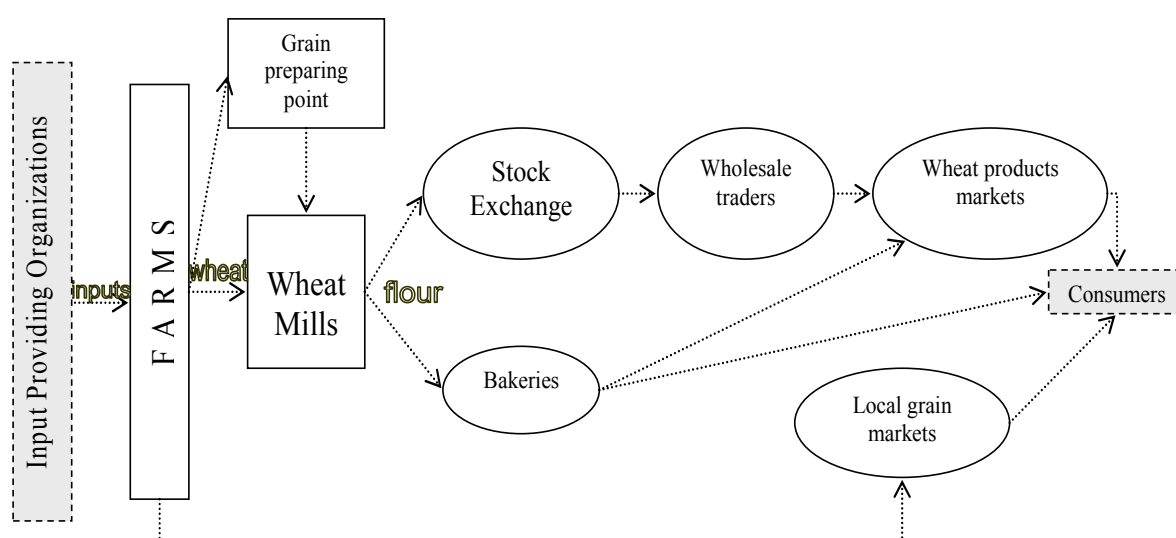 Input Providing Organizations
inputs
F A R M S
wheat
Grain
preparing
point
Wheat
Mills
flour
Stock
Exchange
Bakeries
Wholesale
traders
Wheat products
markets
Local grain
markets
Consumers